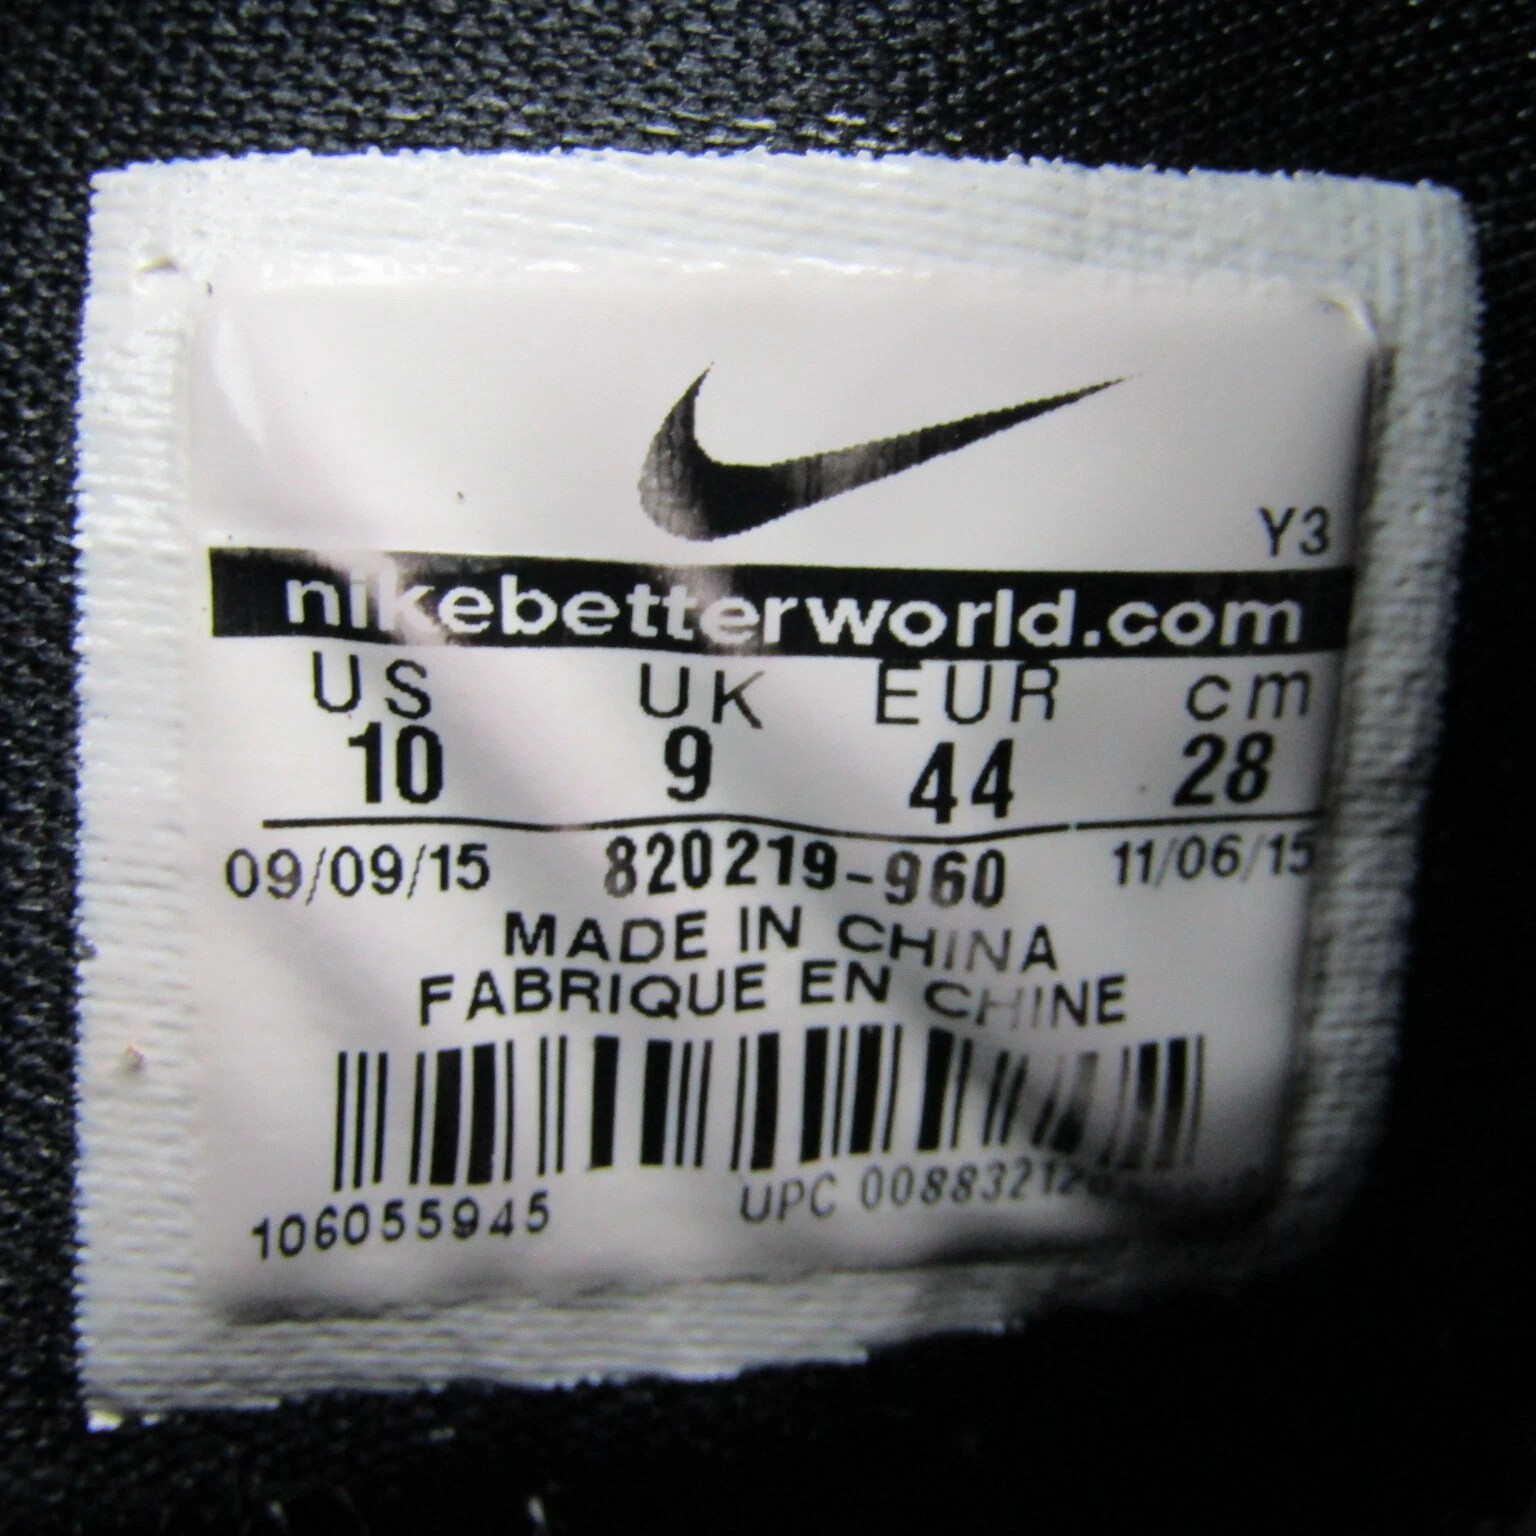 Y3
nikebetterworld.com
US UK EUR cm
10 9 44 28
09/09/15 820219-960 11/06/15
MADE IN CHINA
FABRIQUE EN CHINE
106055945 UPC